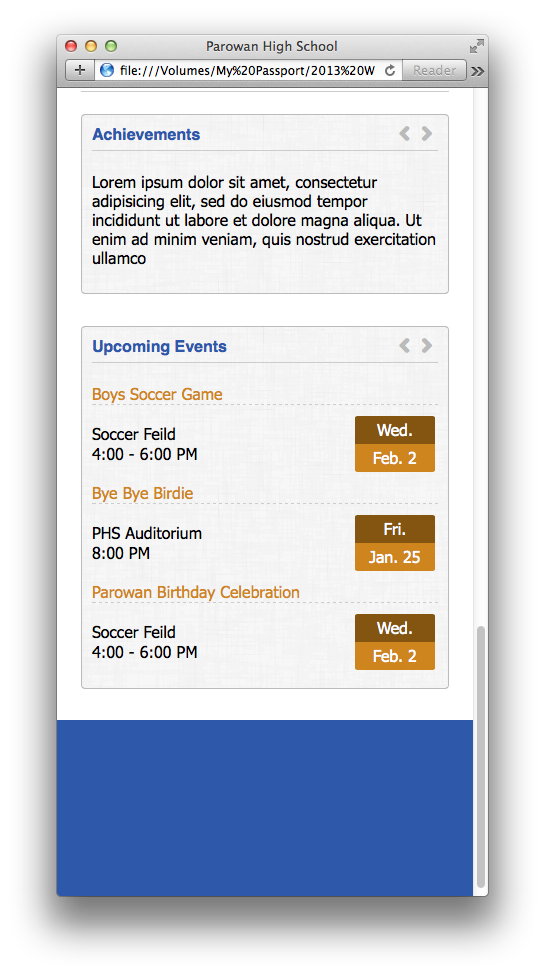 Parowan High School
file:///Volumes/My%20Passport/2013%20W
Reader
Achievements
Lorem ipsum dolor sit amet, consectetur
adipisicing elit, sed do eiusmod tempor
incididunt ut labore et dolore magna aliqua. Ut
enim ad minim veniam, quis nostrud exercitation
ullamco
Upcoming Events
Boys Soccer Game
Soccer Feild
4:00 - 6:00 PM
Wed.
Feb. 2
Bye Bye Birdie
PHS Auditorium
8:00 PM
Fri.
Jan. 25
Parowan Birthday Celebration
Soccer Feild
4:00 - 6:00 PM
Wed.
Feb. 2